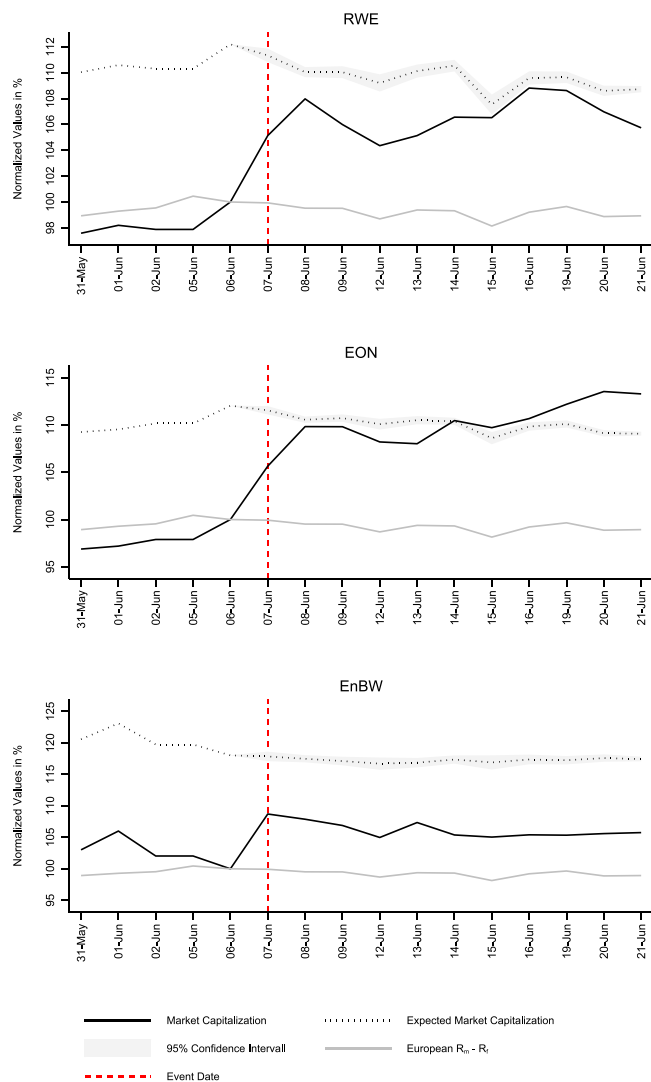 RWE
Normalized Values in %
112
110
108
106
104
102
100
98
31-May
01-Jun
02-Jun
05-Jun
06-Jun
07-Jun
08-Jun
09-Jun
12-Jun
13-Jun
14-Jun
15-Jun
16-Jun
19-Jun
20-Jun
21-Jun
EON
Normalized Values in %
115
110
105
100
95
31-May
01-Jun
02-Jun
05-Jun
06-Jun
07-Jun
08-Jun
09-Jun
12-Jun
13-Jun
14-Jun
15-Jun
16-Jun
19-Jun
20-Jun
21-Jun
EnBW
Normalized Values in %
125
120
115
110
105
100
95
31-May
01-Jun
02-Jun
05-Jun
06-Jun
07-Jun
08-Jun
09-Jun
12-Jun
13-Jun
14-Jun
15-Jun
16-Jun
19-Jun
20-Jun
21-Jun
Market Capitalization
Expected Market Capitalization
95% Confidence Intervall
European Rₘ - Rf
Event Date